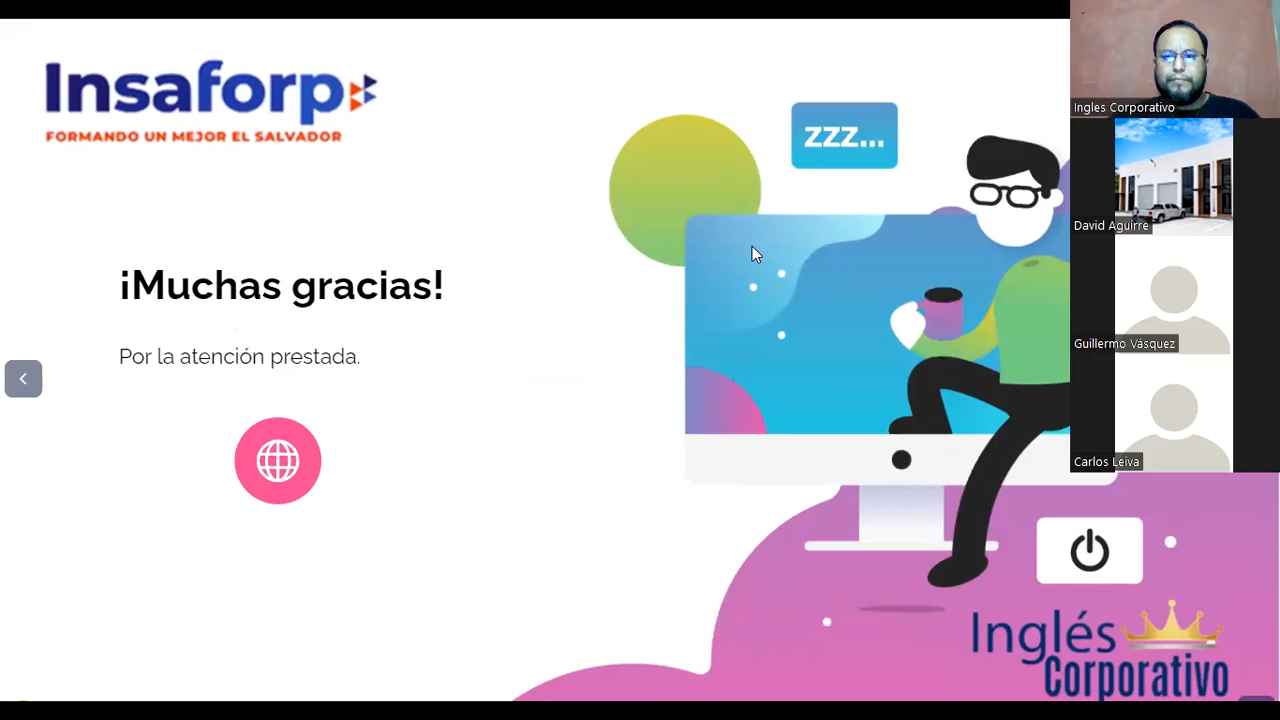 Insaforp
FORMANDO UN MEJOR EL SALVADOR
zzz...
¡Muchas gracias!
Por la atención prestada.
Inglés
Corporativo
Ingles Corporativo
David Aguirre
Guillermo Vásquez
Carlos Leiva